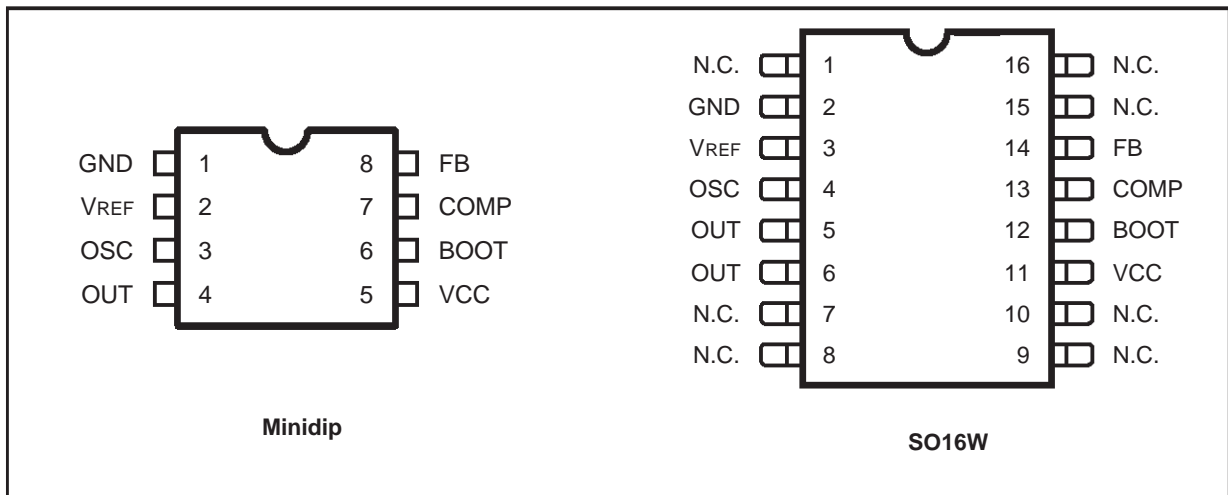 GND 1 8 FB
VREF 2 7 COMP
OSC 3 6 BOOT
OUT 4 5 VCC
Minidip
N.C. 1 16 N.C.
GND 2 15 N.C.
VREF 3 14 FB
OSC 4 13 COMP
OUT 5 12 BOOT
OUT 6 11 VCC
N.C. 7 10 N.C.
N.C. 8 9 N.C.
SO16W